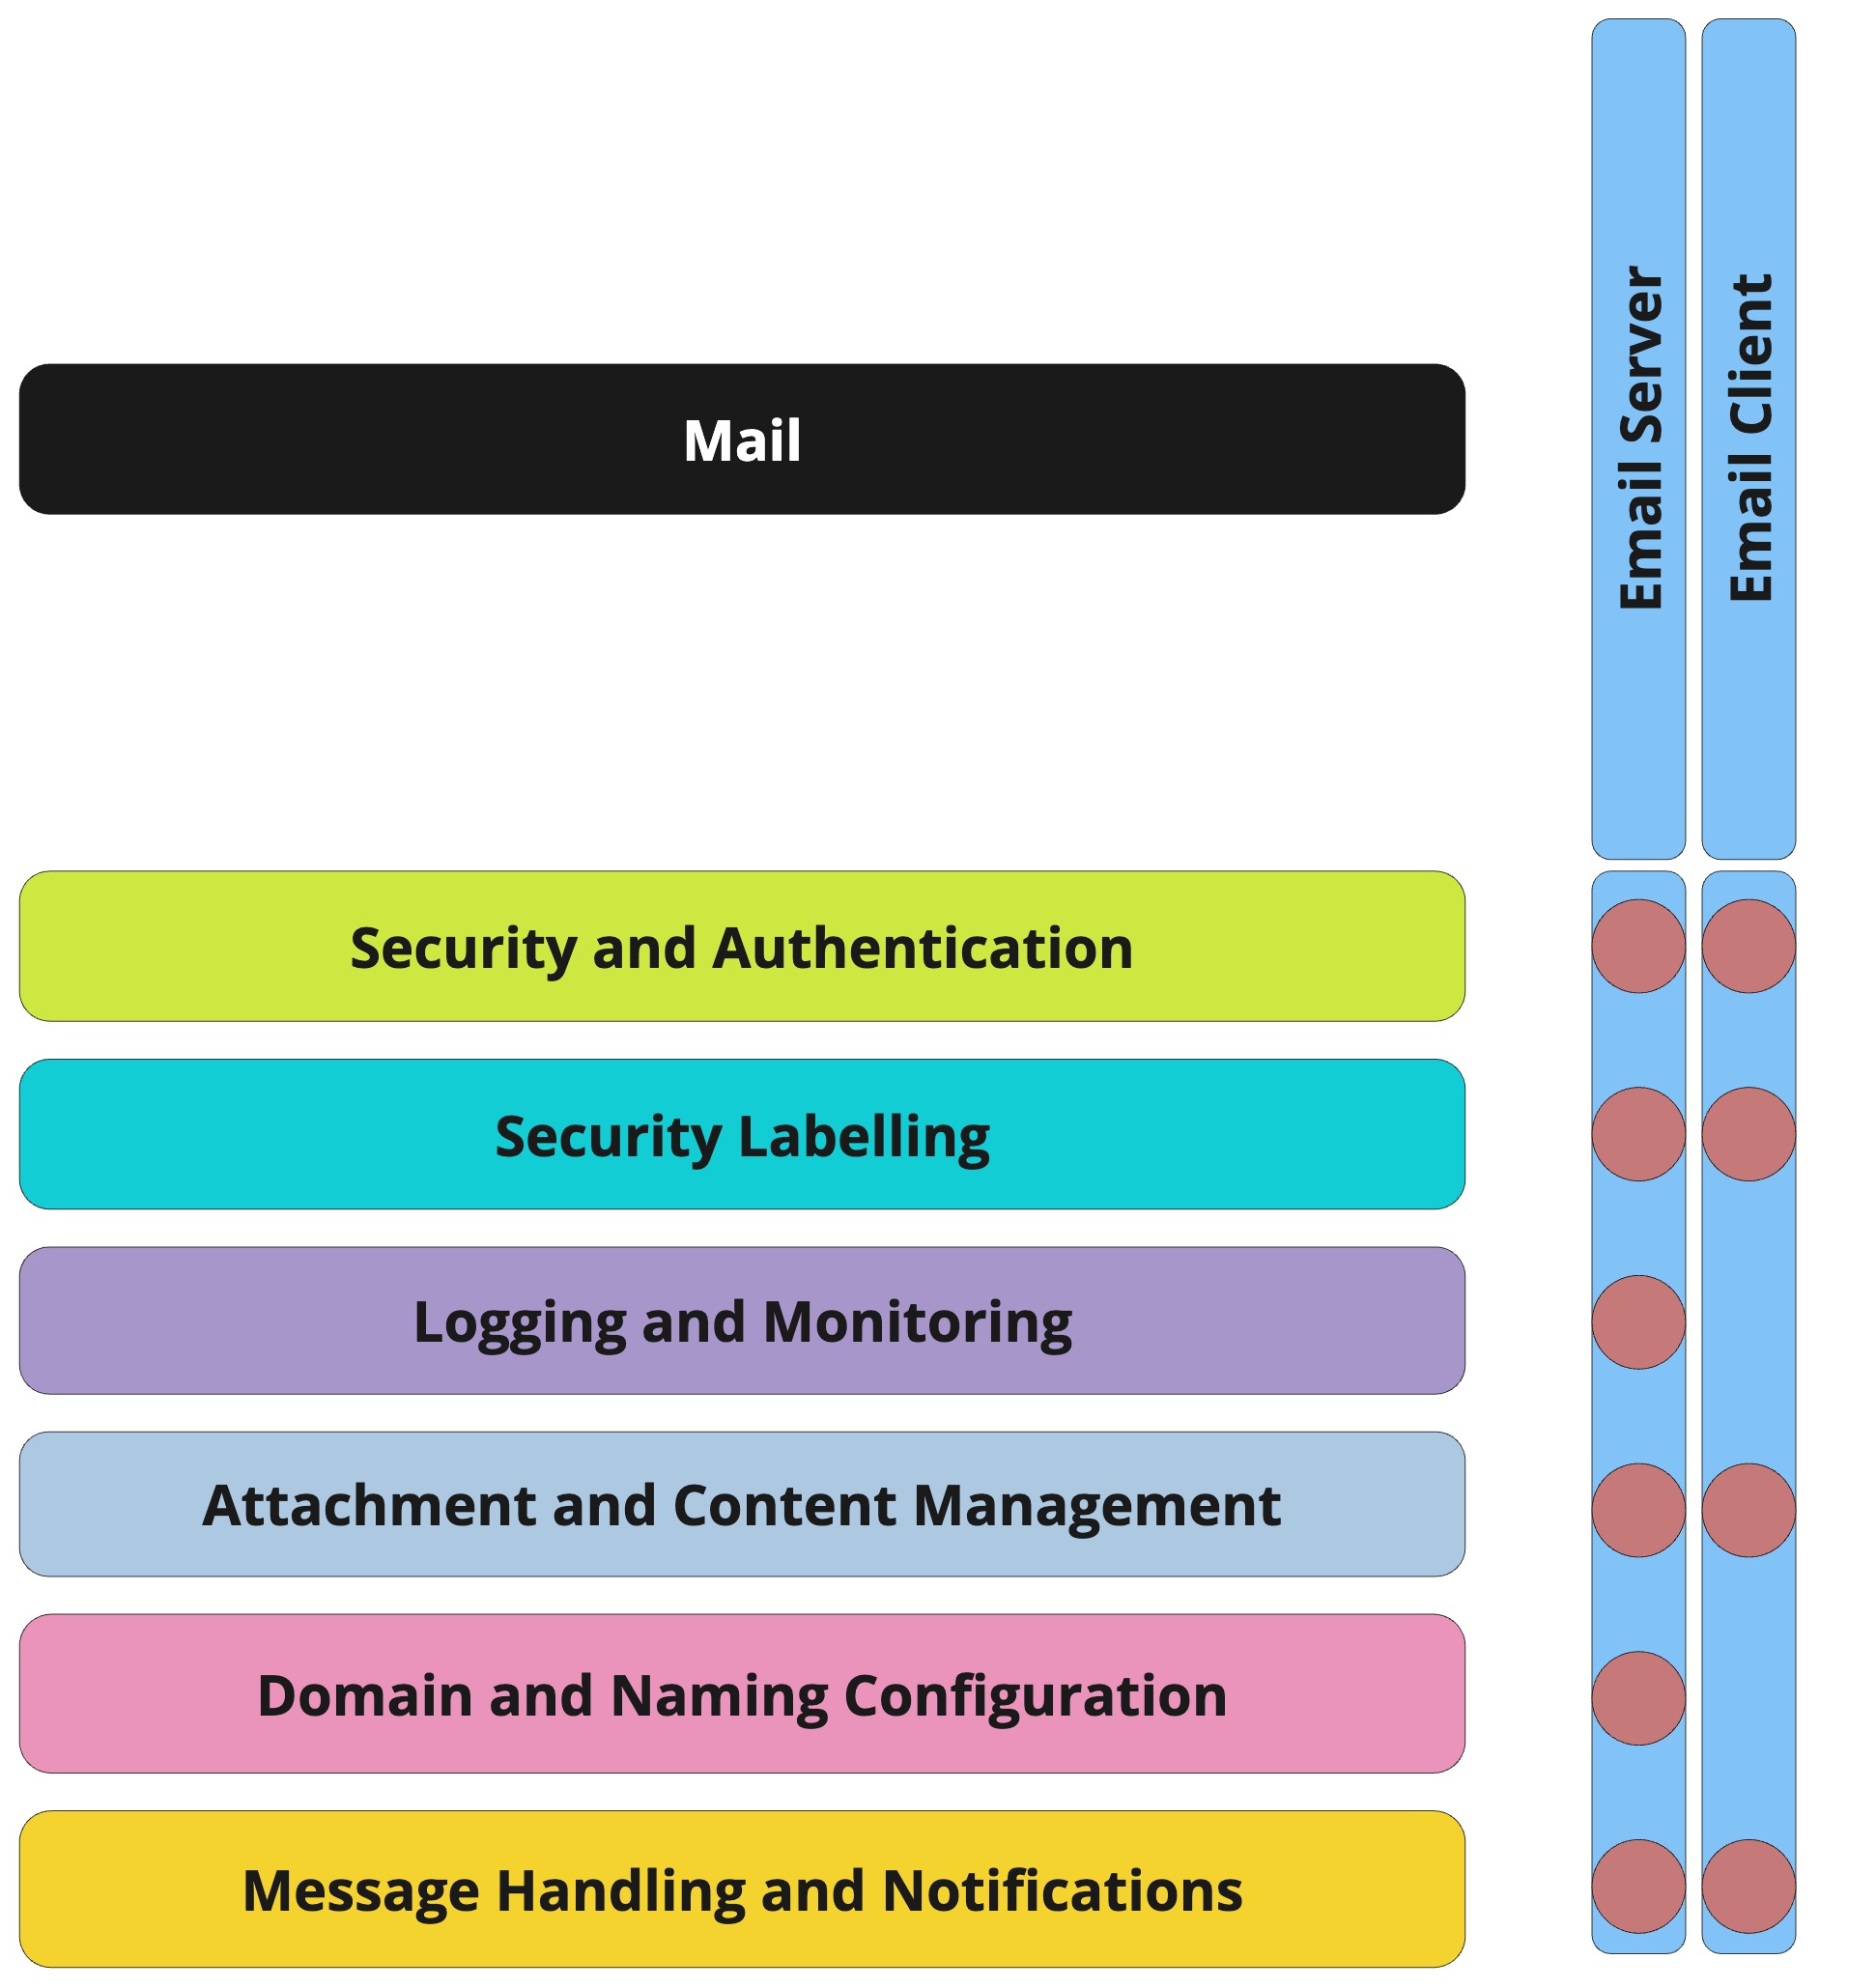 Mail
Email Server
Email Client
Security and Authentication
Security Labelling
Logging and Monitoring
Attachment and Content Management
Domain and Naming Configuration
Message Handling and Notifications